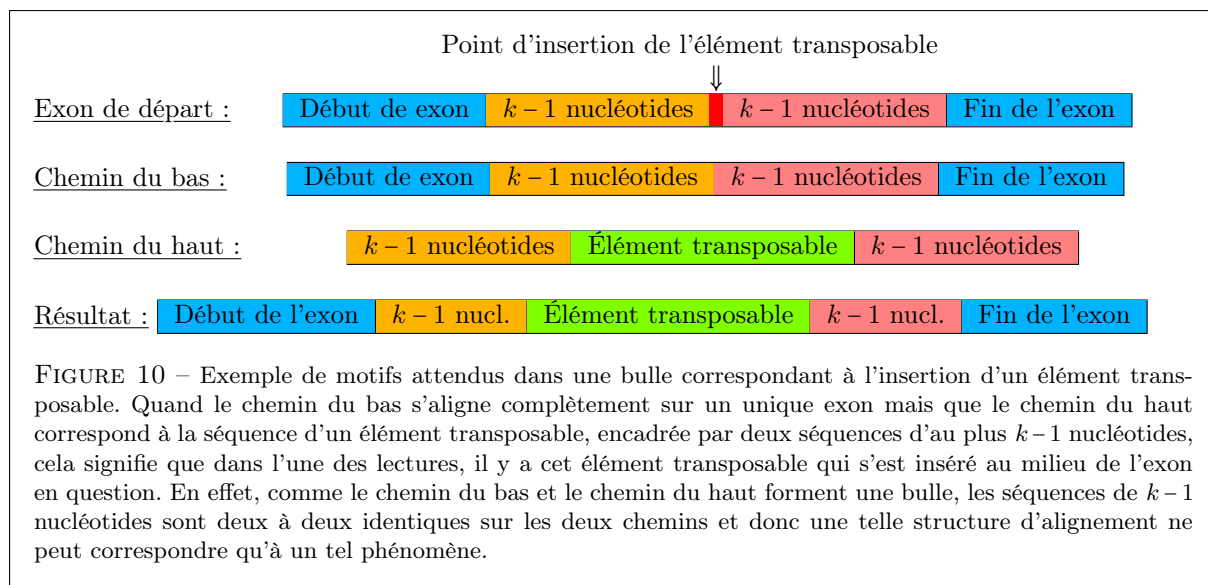 Point d'insertion de l'élément transposable
⇓
Exon de départ : Début de exon k − 1 nucléotides k − 1 nucléotides Fin de l'exon
Chemin du bas : Début de exon k − 1 nucléotides k − 1 nucléotides Fin de l'exon
Chemin du haut : k − 1 nucléotides Élément transposable k − 1 nucléotides
Résultat : Début de l'exon k − 1 nucl. Élément transposable k − 1 nucl. Fin de l'exon
FIGURE 10 – Exemple de motifs attendus dans une bulle correspondant à l'insertion d'un élément trans-
posable. Quand le chemin du bas s'aligne complètement sur un unique exon mais que le chemin du haut
correspond à la séquence d'un élément transposable, encadrée par deux séquences d'au plus k − 1 nucléotides,
cela signifie que dans l'une des lectures, il y a cet élément transposable qui s'est inséré au milieu de l'exon
en question. En effet, comme le chemin du bas et le chemin du haut forment une bulle, les séquences de k − 1
nucléotides sont deux à deux identiques sur les deux chemins et donc une telle structure d'alignement ne
peut correspondre qu'à un tel phénomène.